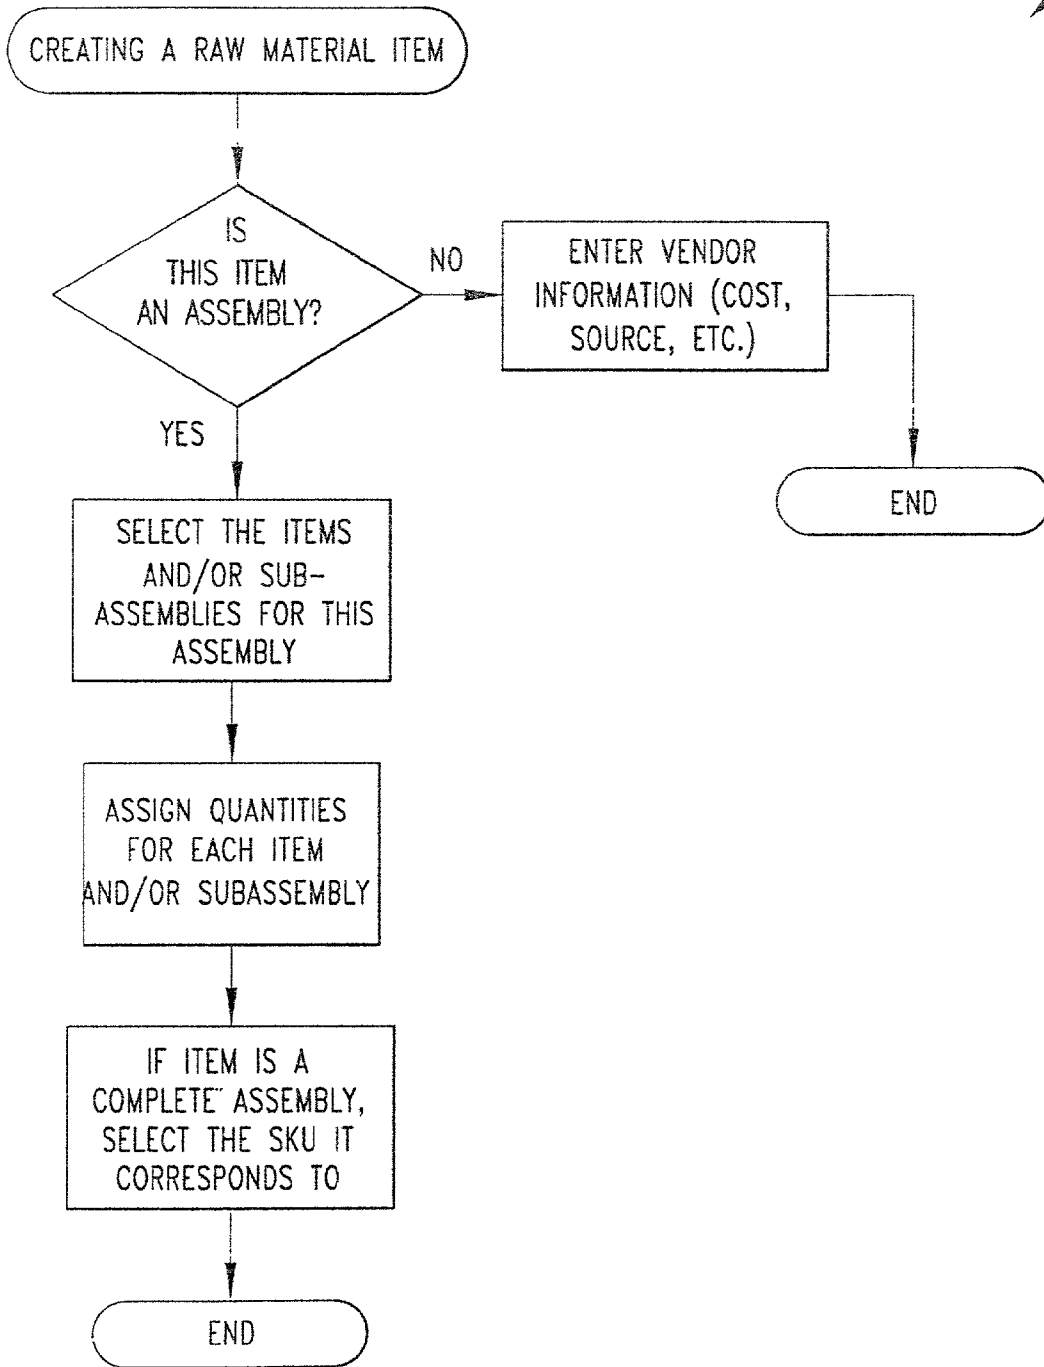 CREATING A RAW MATERIAL ITEM
IS
THIS ITEM
AN ASSEMBLY?
NO
ENTER VENDOR
INFORMATION (COST,
SOURCE, ETC.)
END
YES
SELECT THE ITEMS
AND/OR SUB-
ASSEMBLIES FOR THIS
ASSEMBLY
ASSIGN QUANTITIES
FOR EACH ITEM
AND/OR SUBASSEMBLY
IF ITEM IS A
COMPLETE ASSEMBLY,
SELECT THE SKU IT
CORRESPONDS TO
END